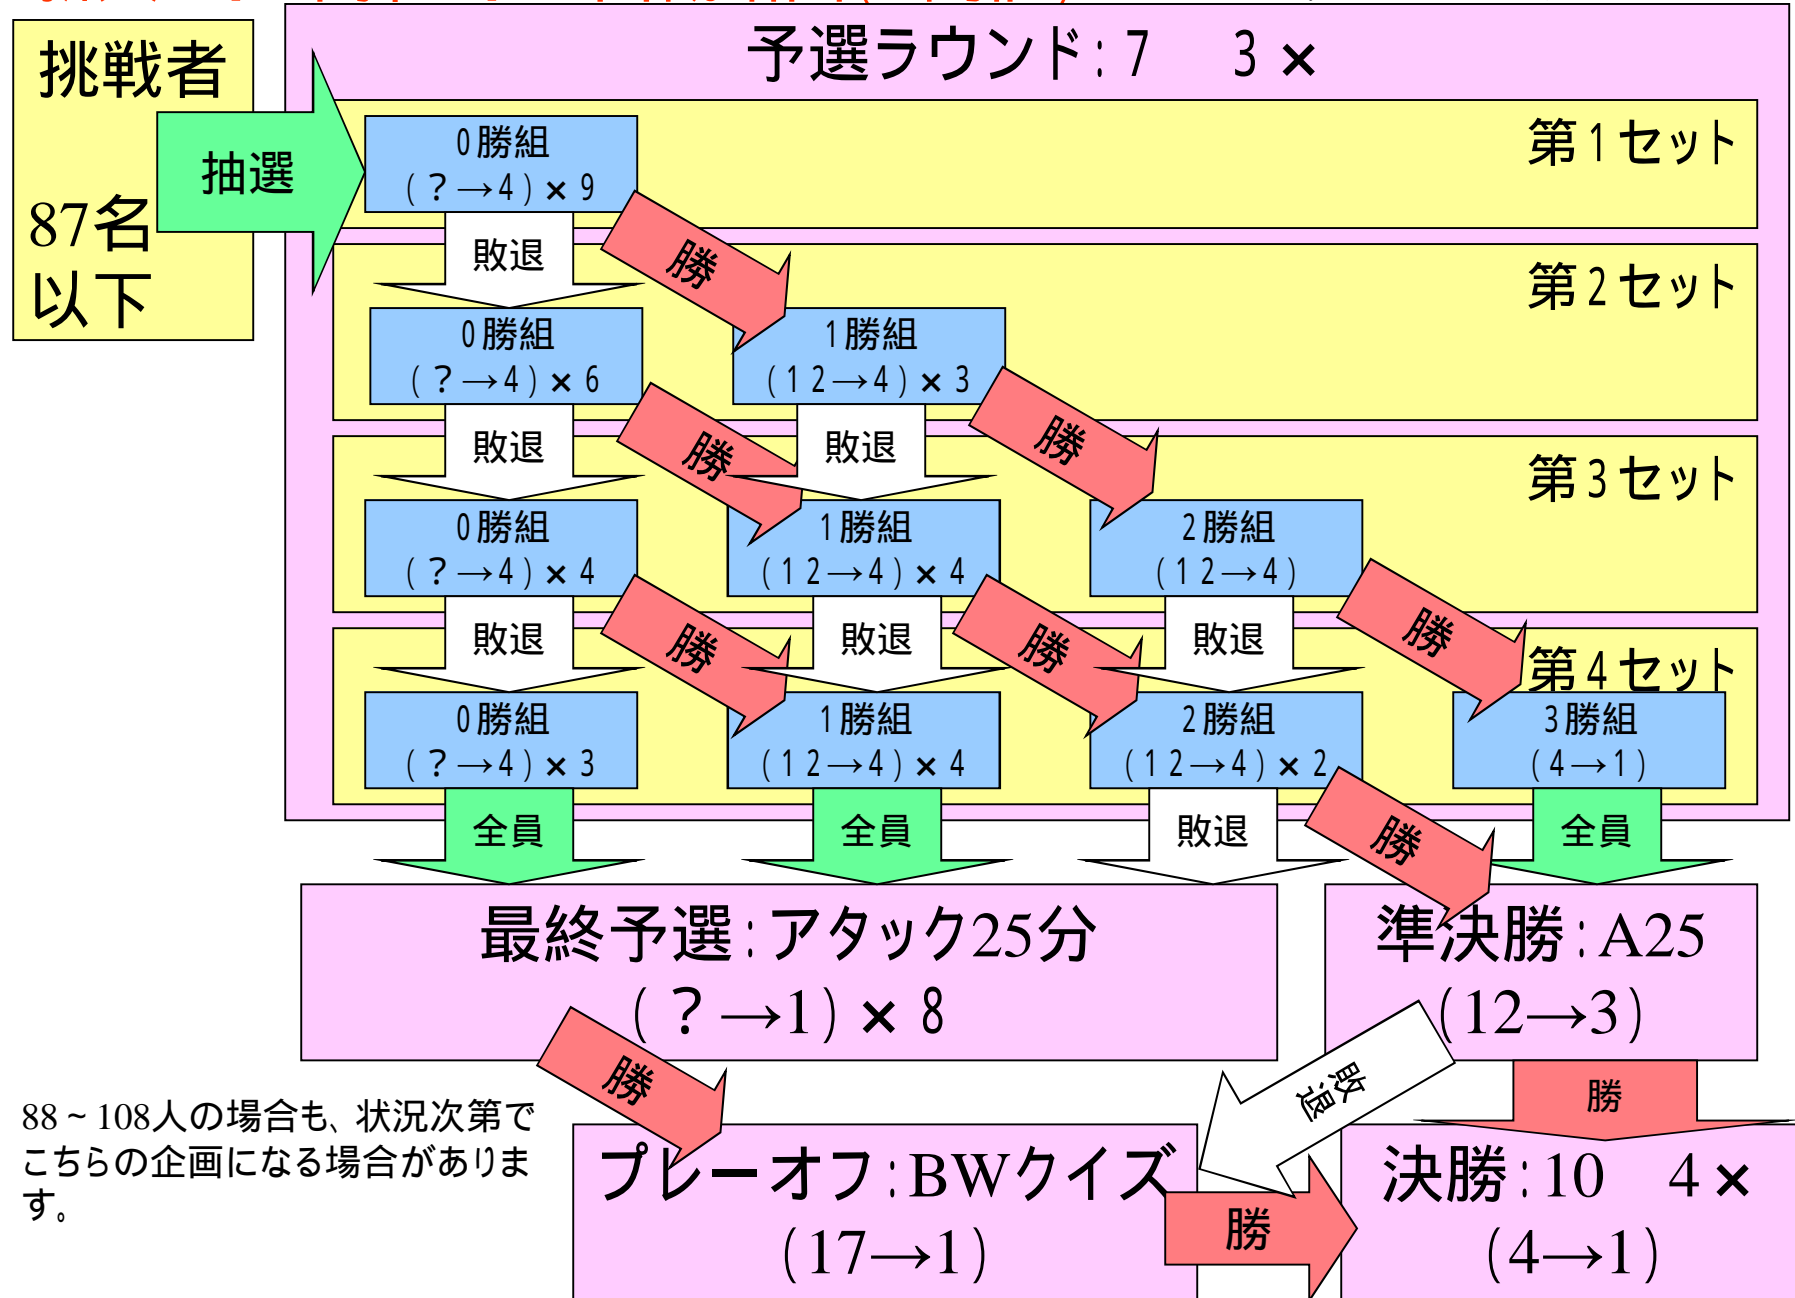 挑戦者
87名
以下
抽選
予選ラウンド:7 3×
第1セット
0勝組
(?→4)×9
敗退
勝
第2セット
0勝組
(?→4)×6
1勝組
(12→4)×3
敗退
勝
敗退
勝
第3セット
0勝組
(?→4)×4
1勝組
(12→4)×4
2勝組
(12→4)
敗退
勝
敗退
勝
敗退
勝
第4セット
0勝組
(?→4)×3
1勝組
(12→4)×4
2勝組
(12→4)×2
3勝組
(4→1)
全員
全員
敗退
勝
全員
最終予選:アタック25分
(?→1)×8
準決勝:A25
(12→3)
勝
敗退
勝
88~108人の場合も、状況次第で
こちらの企画になる場合がありま
す。
プレーオフ:BWクイズ
(17→1)
勝
決勝:10 4×
(4→1)